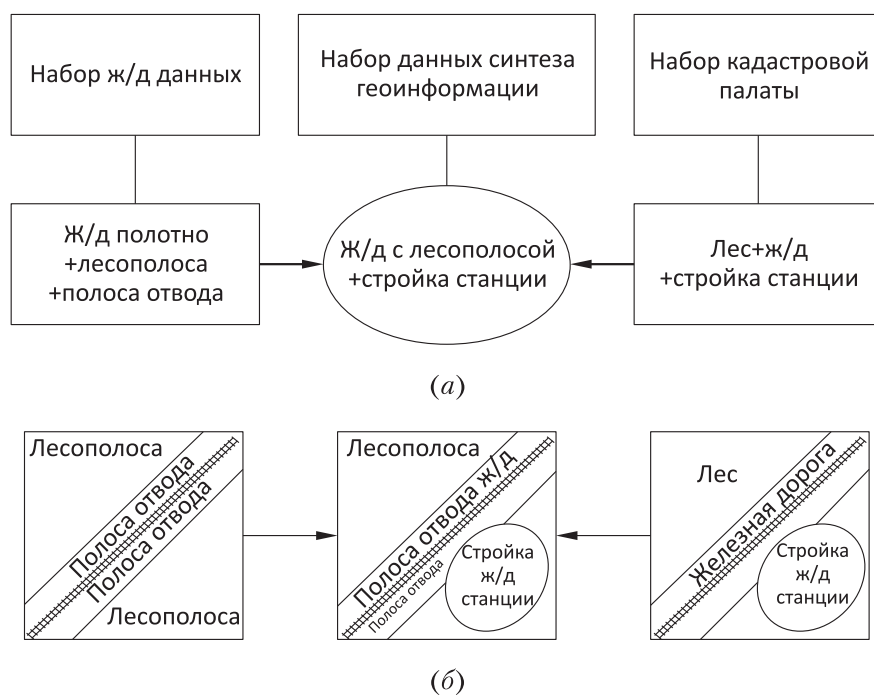 Набор ж/д данных
Набор данных синтеза
геоинформации
Набор кадастровой
палаты
Ж/д полотно
+лесополоса
+полоса отвода
Ж/д с лесополосой
+стройка станции
Лес+ж/д
+стройка станции
(а)
Лесополоса
Полоса отвода
Полоса отвода
Лесополоса
Лесополоса
Полоса отвода ж/д
Полоса отвода
Стройка
ж/д
станции
Лес
Железная дорога
Стройка
ж/д
станции
(б)